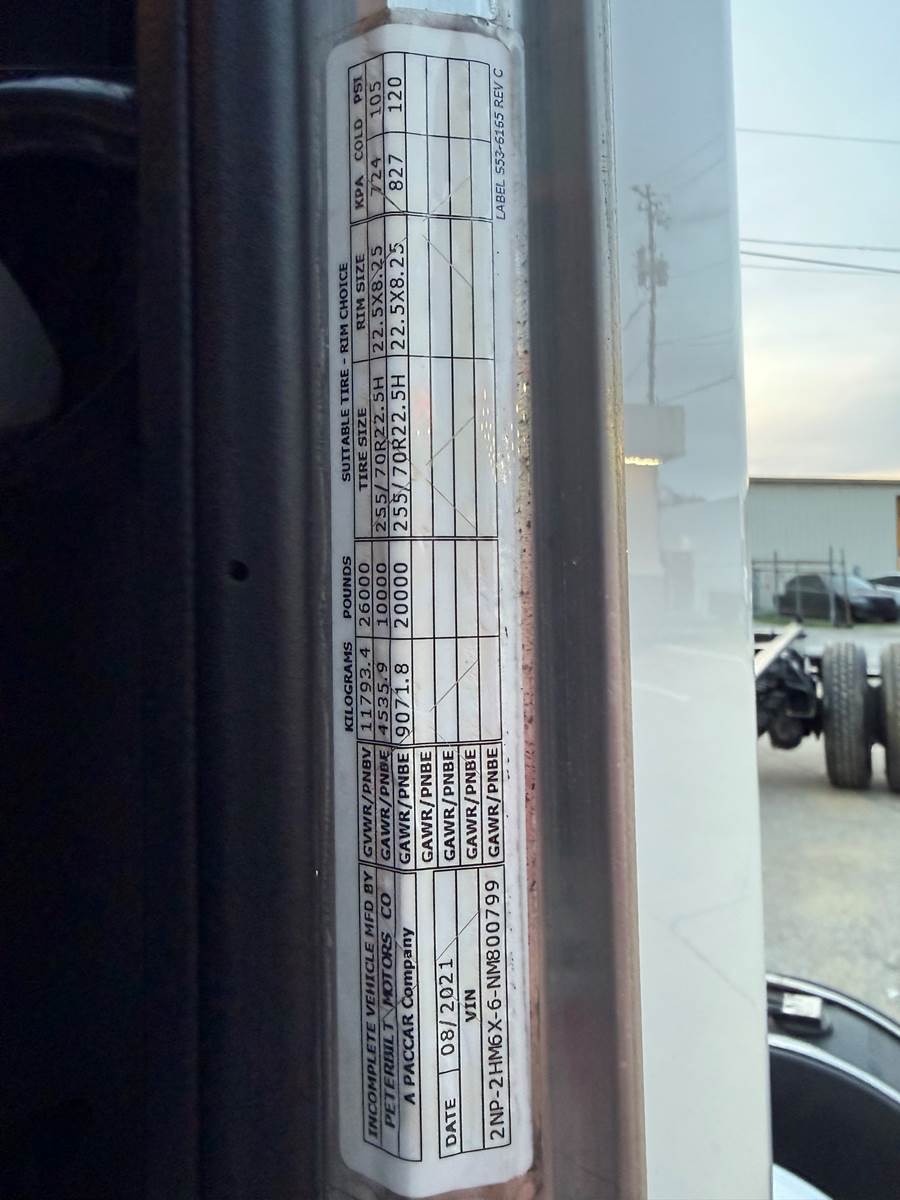 KILOGRAMS POUNDS SUITABLE TIRE - RIM CHOICE
INCOMPLETE VEHICLE MFD BY GVWR/PNBV 11793.4 26000 TIRE SIZE RIM SIZE KPA COLD PSI
PETERBILT MOTORS CO GAWR/PNBE 4535.9 10000 255/70R22.5H 22.5X8.25 724 105
A PACCAR Company GAWR/PNBE 9071.8 20000 255/70R22.5H 22.5X8.25 827 120
GAWR/PNBE
DATE 08/2021 GAWR/PNBE
VIN GAWR/PNBE
2NP-2HM6X-6-NM800799 GAWR/PNBE
LABEL S53-6165 REV C